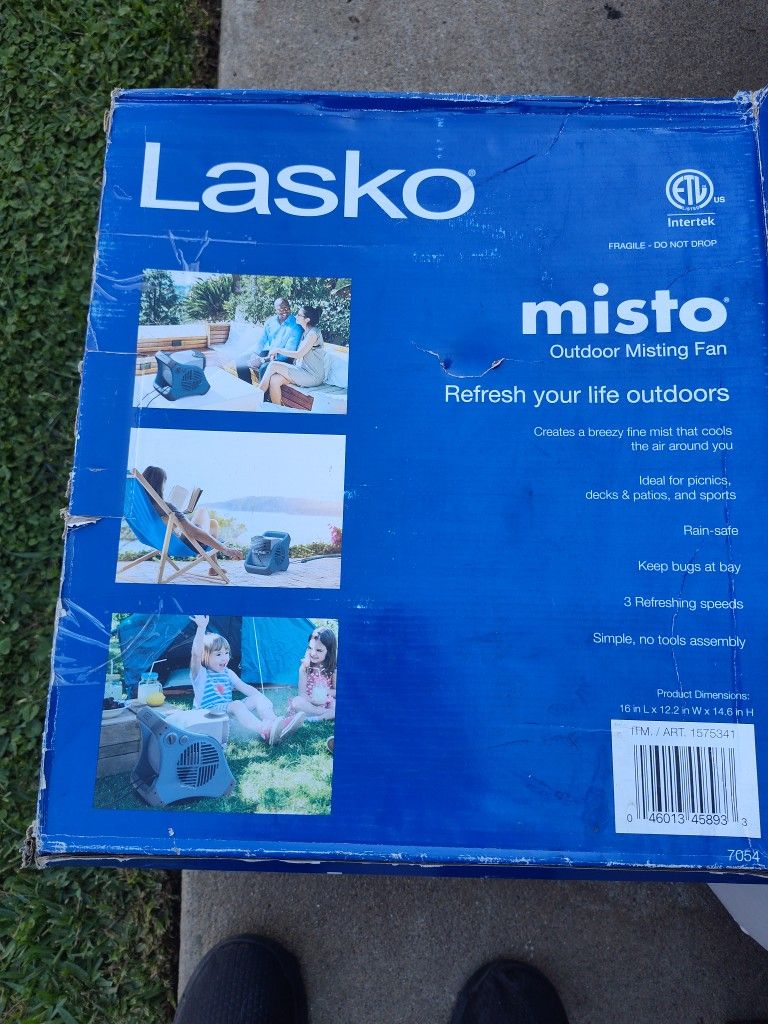 Lasko®
ETL LISTED US
Intertek
FRAGILE - DO NOT DROP
misto®
Outdoor Misting Fan
Refresh your life outdoors
Creates a breezy fine mist that cools
the air around you
Ideal for picnics,
decks & patios, and sports
Rain-safe
Keep bugs at bay
3 Refreshing speeds
Simple, no tools assembly
Product Dimensions:
16 in L x 12.2 in W x 14.6 in H
ITM. / ART. 1575341
0 46013 45893 3
7054